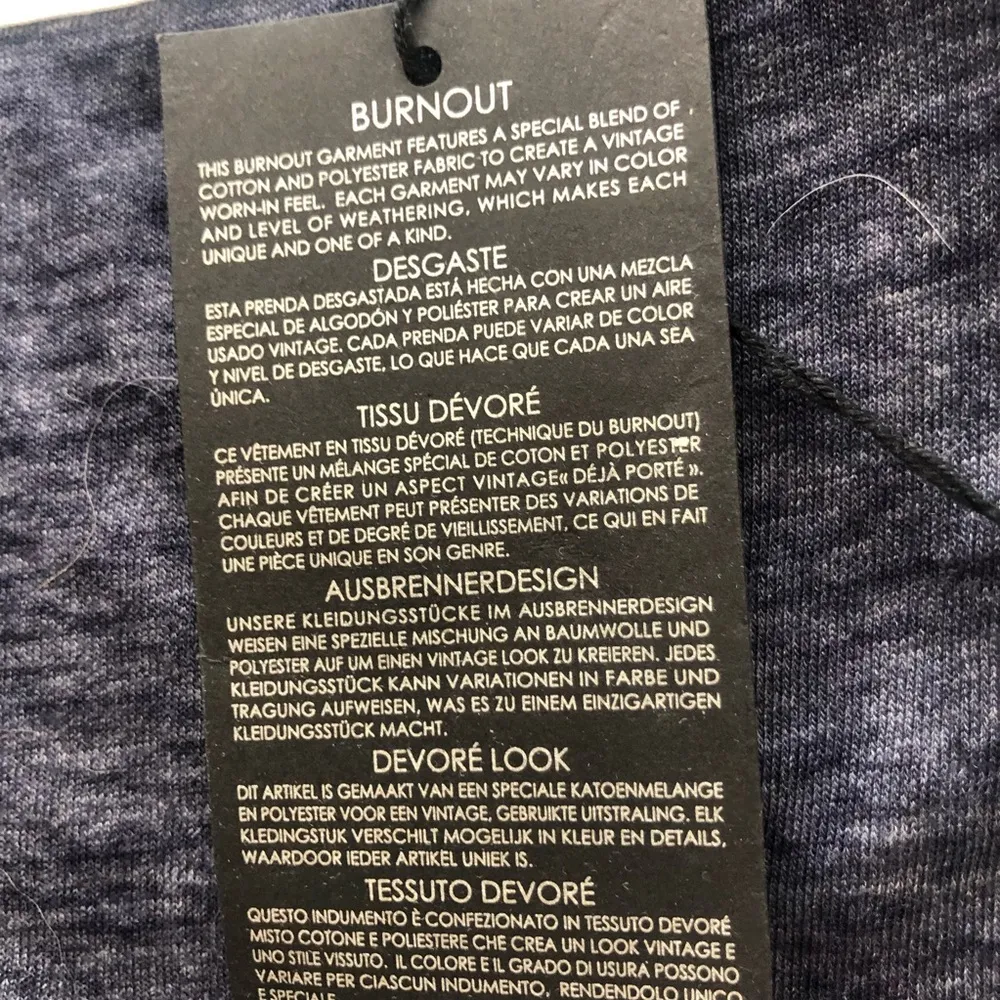 BURNOUT
THIS BURNOUT GARMENT FEATURES A SPECIAL BLEND OF
COTTON AND POLYESTER FABRIC TO CREATE A VINTAGE
WORN-IN FEEL. EACH GARMENT MAY VARY IN COLOR
AND LEVEL OF WEATHERING, WHICH MAKES EACH
UNIQUE AND ONE OF A KIND.
DESGASTE
ESTA PRENDA DESGASTADA ESTÁ HECHA CON UNA MEZCLA
ESPECIAL DE ALGODÓN Y POLIÉSTER PARA CREAR UN AIRE
USADO VINTAGE. CADA PRENDA PUEDE VARIAR DE COLOR
Y NIVEL DE DESGASTE, LO QUE HACE QUE CADA UNA SEA
ÚNICA.
TISSU DÉVORÉ
CE VÊTEMENT EN TISSU DÉVORÉ (TECHNIQUE DU BURNOUT)
PRÉSENTE UN MÉLANGE SPÉCIAL DE COTON ET POLYESTER
AFIN DE CRÉER UN ASPECT VINTAGE« DÉJÀ PORTÉ ».
CHAQUE VÊTEMENT PEUT PRÉSENTER DES VARIATIONS DE
COULEURS ET DE DEGRÉ DE VIEILLISSEMENT, CE QUI EN FAIT
UNE PIÈCE UNIQUE EN SON GENRE.
AUSBRENNERDESIGN
UNSERE KLEIDUNGSSTÜCKE IM AUSBRENNERDESIGN
WEISEN EINE SPEZIELLE MISCHUNG AN BAUMWOLLE UND
POLYESTER AUF UM EINEN VINTAGE LOOK ZU KREIEREN. JEDES
KLEIDUNGSSTÜCK KANN VARIATIONEN IN FARBE UND
TRAGUNG AUFWEISEN, WAS ES ZU EINEM EINZIGARTIGEN
KLEIDUNGSSTÜCK MACHT.
DEVORÉ LOOK
DIT ARTIKEL IS GEMAAKT VAN EEN SPECIALE KATOENMELANGE
EN POLYESTER VOOR EEN VINTAGE, GEBRUIKTE UITSTRALING. ELK
KLEDINGSTUK VERSCHILT MOGELIJK IN KLEUR EN DETAILS,
WAARDOOR IEDER ARTIKEL UNIEK IS.
TESSUTO DEVORÉ
QUESTO INDUMENTO È CONFEZIONATO IN TESSUTO DEVORÉ
MISTO COTONE E POLIESTERE CHE CREA UN LOOK VINTAGE E
UNO STILE VISSUTO. IL COLORE E IL GRADO DI USURA POSSONO
VARIARE PER CIASCUN INDUMENTO, RENDENDOLO UNICO
E SPECIALE